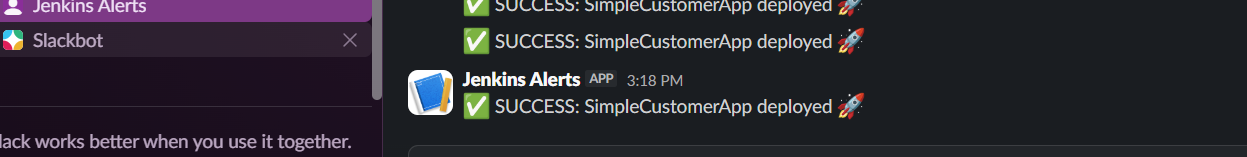 Jenkins Alerts
Slackbot
lack works better when you use it together.
✅ SUCCESS: SimpleCustomerApp deployed 🚀
✅ SUCCESS: SimpleCustomerApp deployed 🚀
Jenkins Alerts APP 3:18 PM
✅ SUCCESS: SimpleCustomerApp deployed 🚀